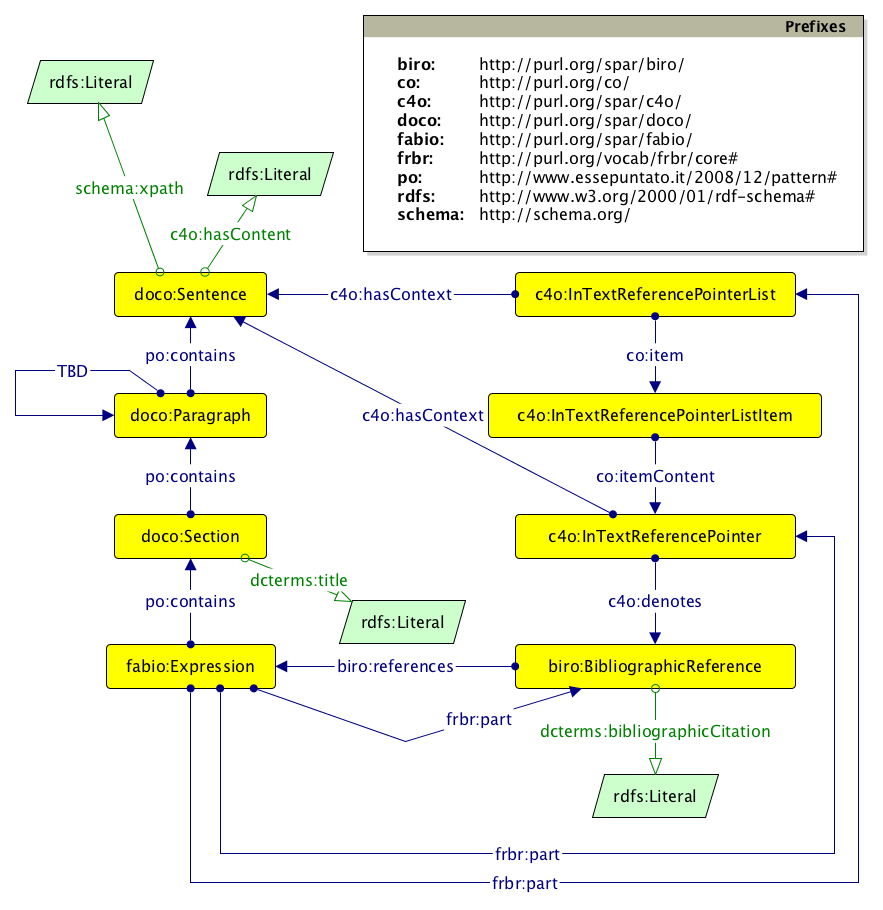 Prefixes
biro: http://purl.org/spar/biro/
co: http://purl.org/co/
c4o: http://purl.org/spar/c4o/
doco: http://purl.org/spar/doco/
fabio: http://purl.org/spar/fabio/
frbr: http://purl.org/vocab/frbr/core#
po: http://www.essepuntato.it/2008/12/pattern#
rdfs: http://www.w3.org/2000/01/rdf-schema#
schema: http://schema.org/
rdfs:Literal
rdfs:Literal
schema:xpath
c4o:hasContent
doco:Sentence
c4o:hasContext
c4o:InTextReferencePointerList
po:contains
co:item
TBD
doco:Paragraph
c4o:hasContext
c4o:InTextReferencePointerListItem
po:contains
co:itemContent
doco:Section
c4o:InTextReferencePointer
dcterms:title
po:contains
c4o:denotes
rdfs:Literal
fabio:Expression
biro:references
biro:BibliographicReference
frbr:part
dcterms:bibliographicCitation
rdfs:Literal
frbr:part
frbr:part